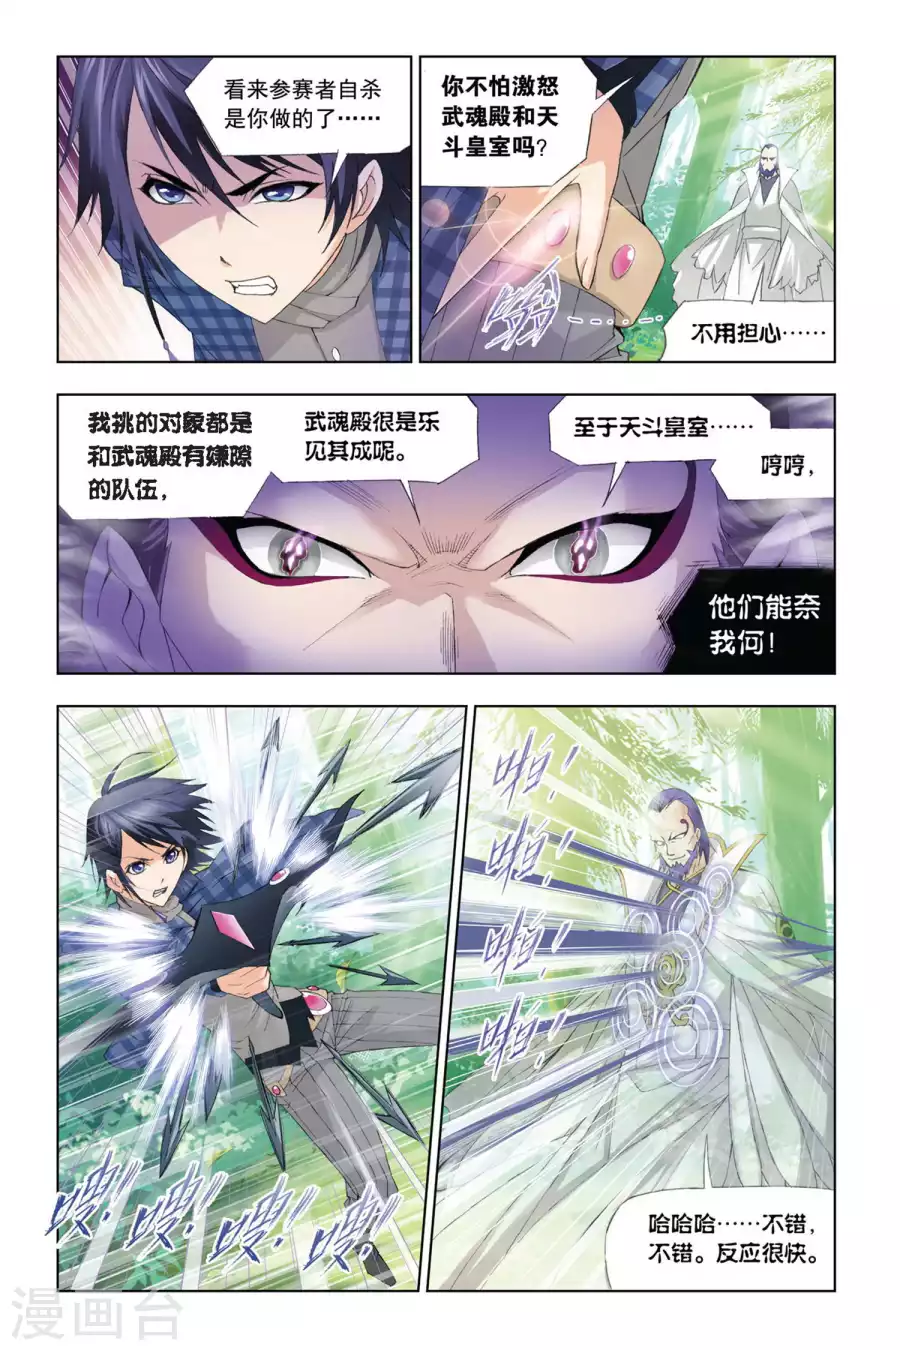 看来参赛者自杀
是你做的了……
你不怕激怒
武魂殿和天
斗皇室吗?
不用担心……
我挑的对象都是
和武魂殿有嫌隙
的队伍,
武魂殿很是乐
见其成呢。
至于天斗皇室……
哼哼,
他们能奈
我何!
嗖!
嗖!
嗖!
嗖!
啪!
啪!
啪!
啪!
哈哈哈……不错,
不错。反应很快。
漫画台